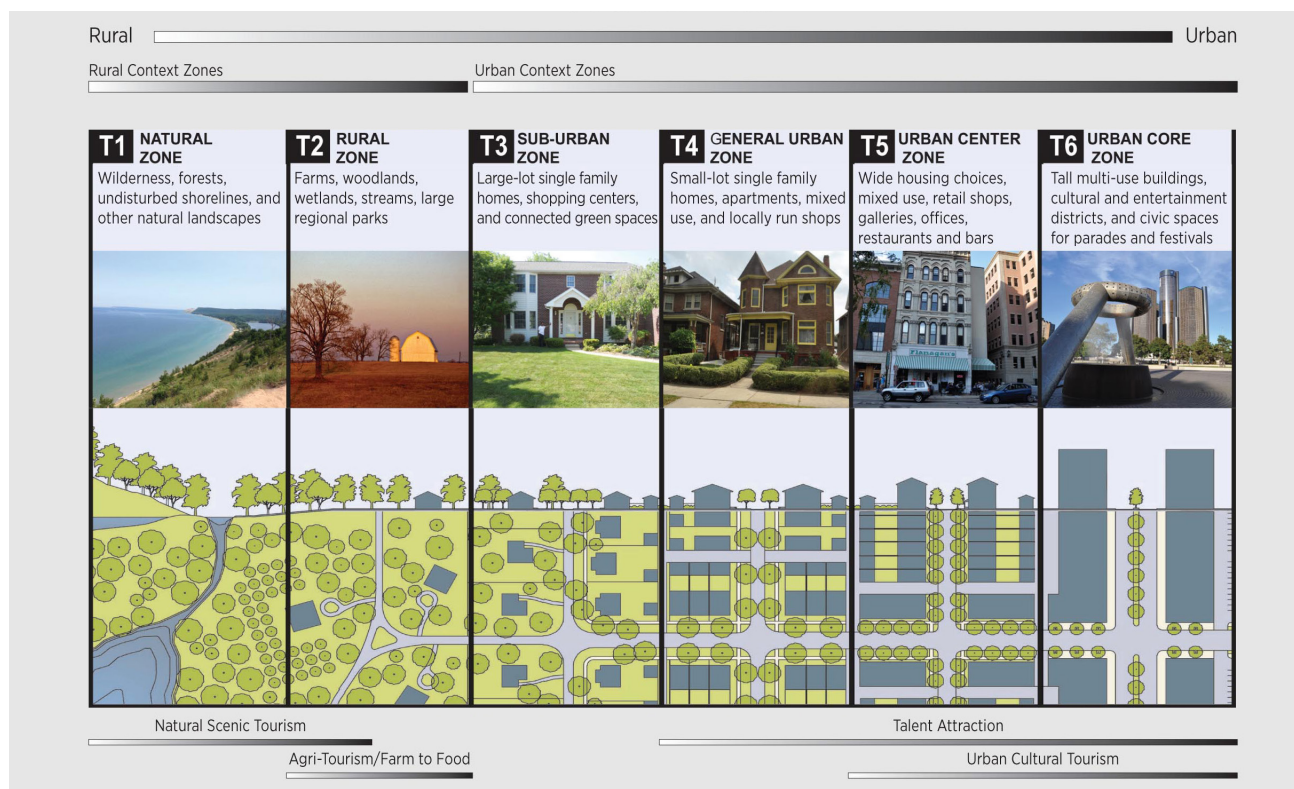 Rural
Urban
Rural Context Zones
Urban Context Zones
T1 NATURAL
ZONE
Wilderness, forests,
undisturbed shorelines, and
other natural landscapes
T2 RURAL
ZONE
Farms, woodlands,
wetlands, streams, large
regional parks
T3 SUB-URBAN
ZONE
Large-lot single family
homes, shopping centers,
and connected green spaces
T4 GENERAL URBAN
ZONE
Small-lot single family
homes, apartments, mixed
use, and locally run shops
T5 URBAN CENTER
ZONE
Wide housing choices,
mixed use, retail shops,
galleries, offices,
restaurants and bars
T6 URBAN CORE
ZONE
Tall multi-use buildings,
cultural and entertainment
districts, and civic spaces
for parades and festivals
Flanagan's
Natural Scenic Tourism
Talent Attraction
Agri-Tourism/Farm to Food
Urban Cultural Tourism